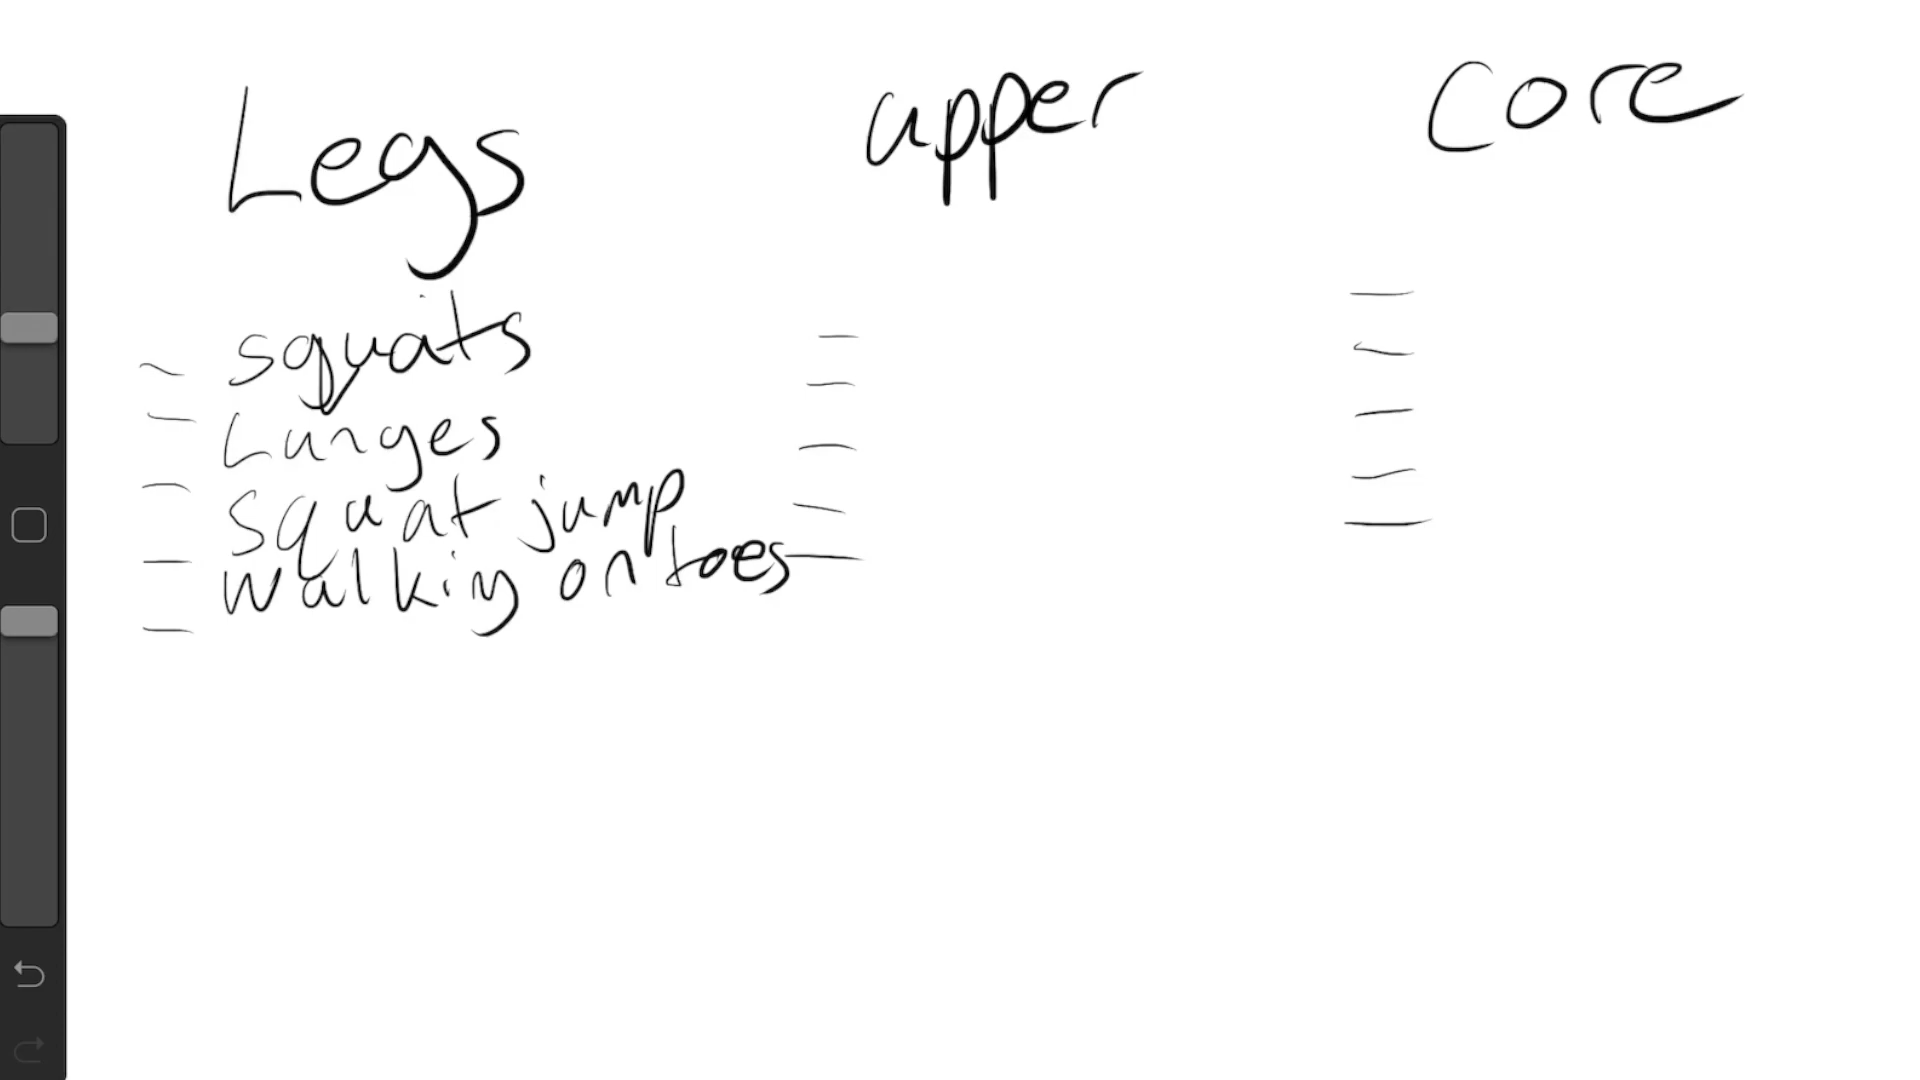 Legs upper core
squats
Lunges
squat jump
walking on toes